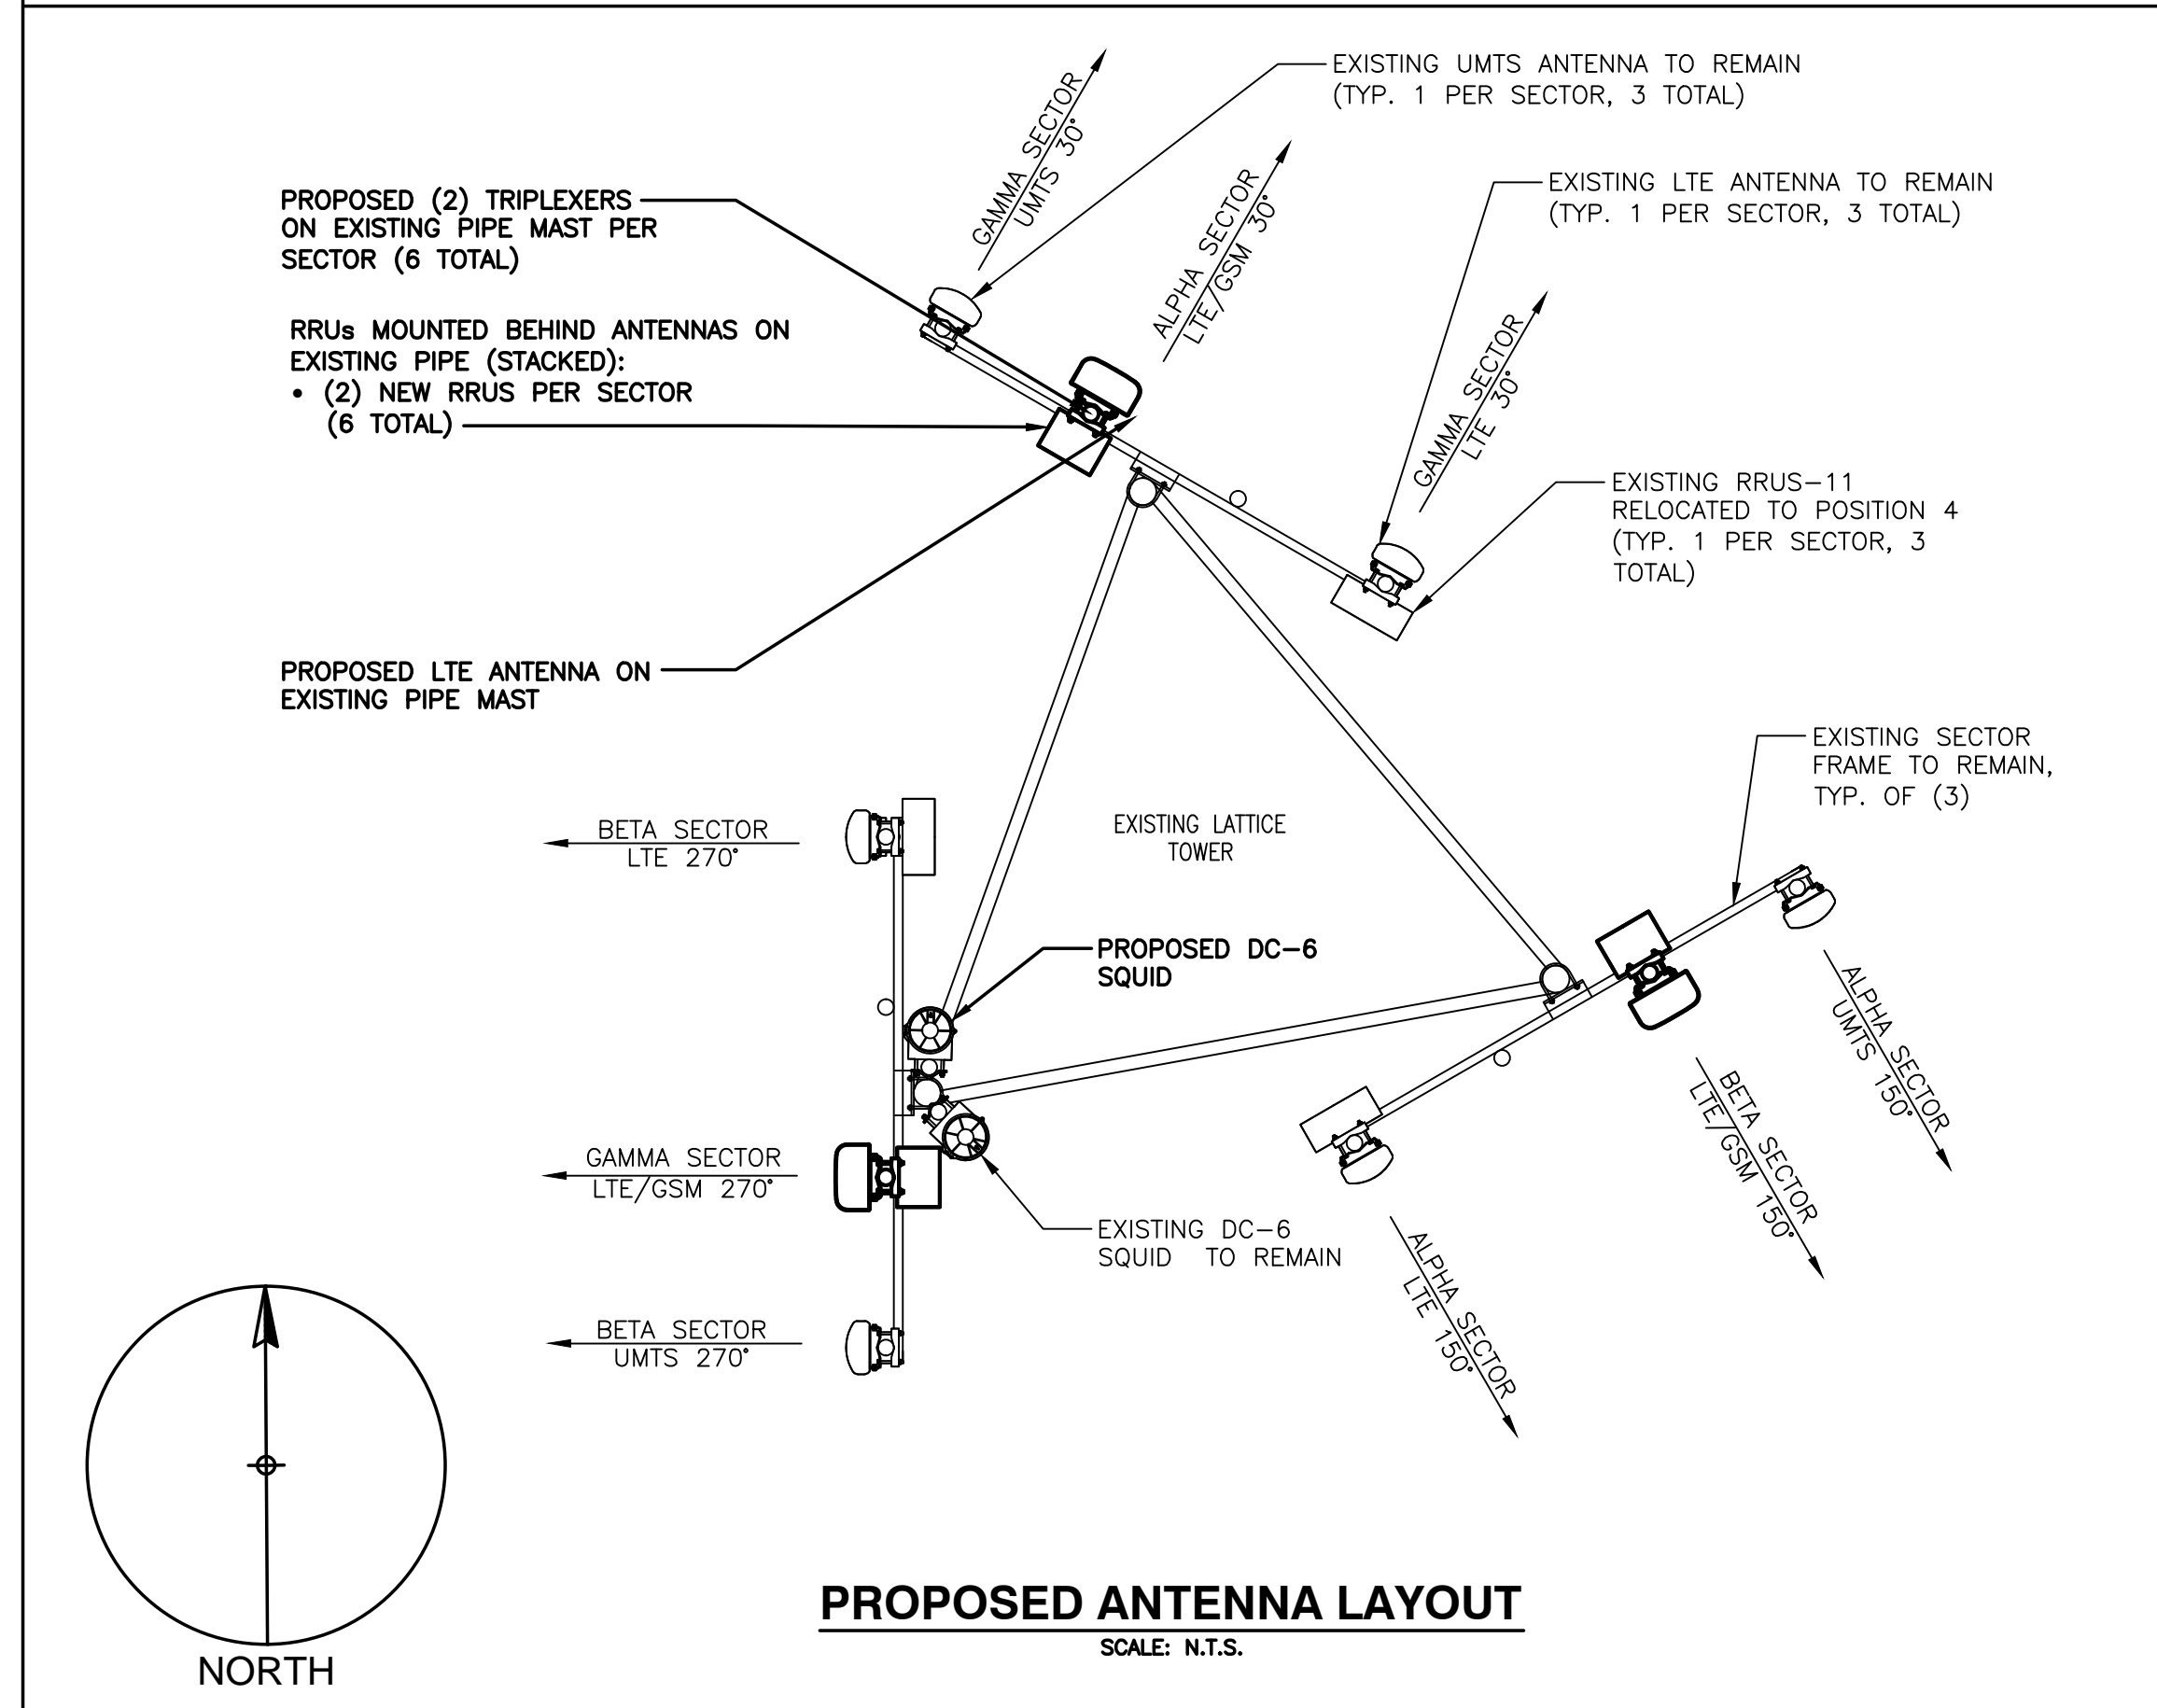 EXISTING UMTS ANTENNA TO REMAIN
(TYP. 1 PER SECTOR, 3 TOTAL)
GAMMA SECTOR
UMTS 30°
ALPHA SECTOR
LTE/GSM 30°
EXISTING LTE ANTENNA TO REMAIN
(TYP. 1 PER SECTOR, 3 TOTAL)
PROPOSED (2) TRIPLEXERS
ON EXISTING PIPE MAST PER
SECTOR (6 TOTAL)
RRUs MOUNTED BEHIND ANTENNAS ON
EXISTING PIPE (STACKED):
• (2) NEW RRUS PER SECTOR
(6 TOTAL)
GAMMA SECTOR
LTE 30°
EXISTING RRUS-11
RELOCATED TO POSITION 4
(TYP. 1 PER SECTOR, 3
TOTAL)
PROPOSED LTE ANTENNA ON
EXISTING PIPE MAST
EXISTING SECTOR
FRAME TO REMAIN,
TYP. OF (3)
BETA SECTOR
LTE 270°
EXISTING LATTICE
TOWER
PROPOSED DC-6
SQUID
ALPHA SECTOR
UMTS 150°
BETA SECTOR
LTE/GSM 150°
GAMMA SECTOR
LTE/GSM 270°
EXISTING DC-6
SQUID TO REMAIN
ALPHA SECTOR
LTE 150°
BETA SECTOR
UMTS 270°
NORTH
PROPOSED ANTENNA LAYOUT
SCALE: N.T.S.